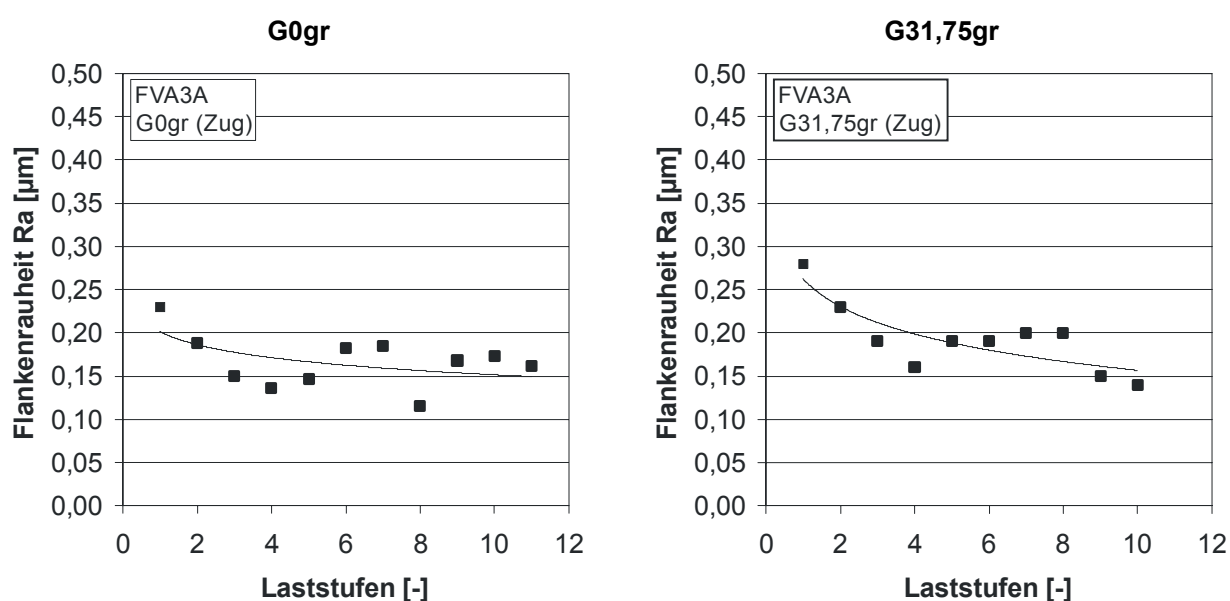 G0gr
0,50
0,45
0,40
0,35
0,30
0,25
0,20
0,15
0,10
0,05
0,00
Flankenrauheit Ra [µm]
FVA3A
G0gr (Zug)
0 2 4 6 8 10 12
Laststufen [-]
G31,75gr
0,50
0,45
0,40
0,35
0,30
0,25
0,20
0,15
0,10
0,05
0,00
Flankenrauheit Ra [µm]
FVA3A
G31,75gr (Zug)
0 2 4 6 8 10 12
Laststufen [-]